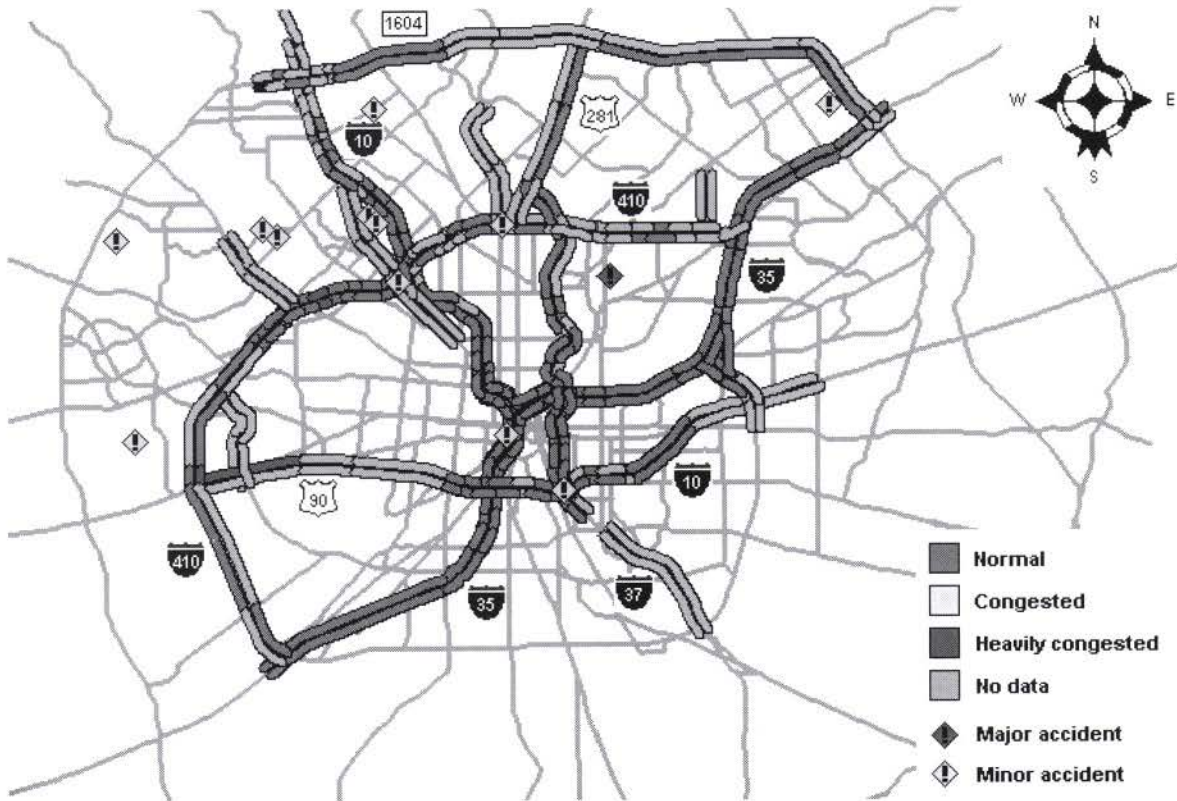 1604
N
W
E
S
281
10
410
35
90
10
410
35
37
Normal
Congested
Heavily congested
No data
Major accident
Minor accident